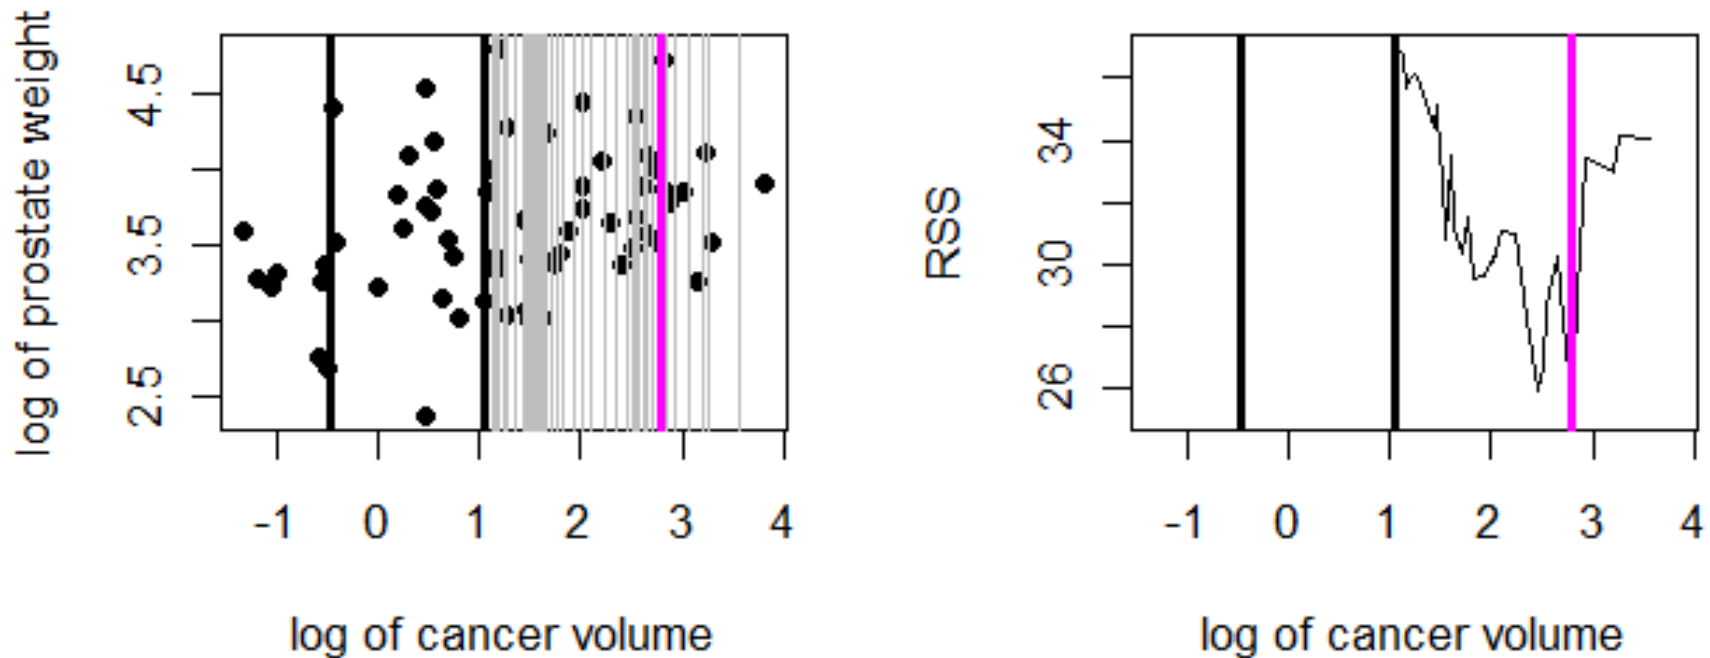 log of prostate weight
4.5
3.5
2.5
-1 0 1 2 3 4
log of cancer volume
RSS
34
30
26
-1 0 1 2 3 4
log of cancer volume